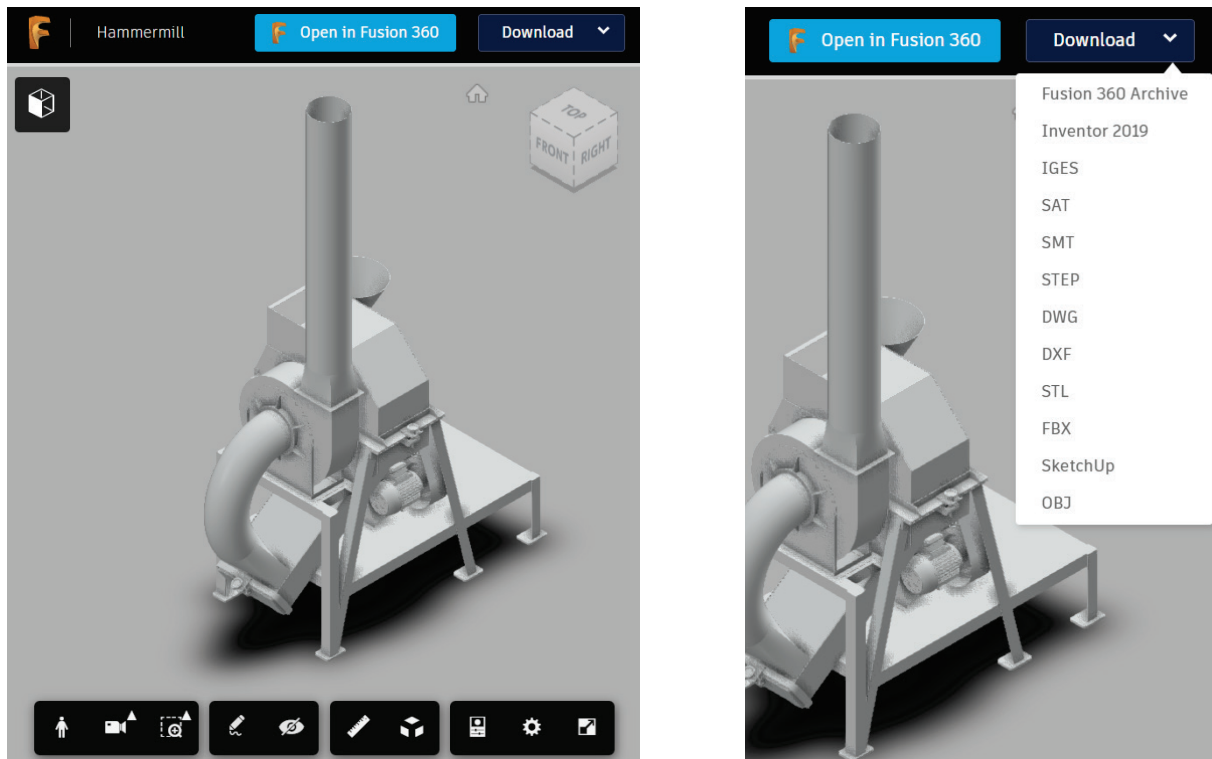 Hammermill
Open in Fusion 360
Download
TOP
FRONT
RIGHT
Open in Fusion 360
Download
Fusion 360 Archive
Inventor 2019
IGES
SAT
SMT
STEP
DWG
DXF
STL
FBX
SketchUp
OBJ